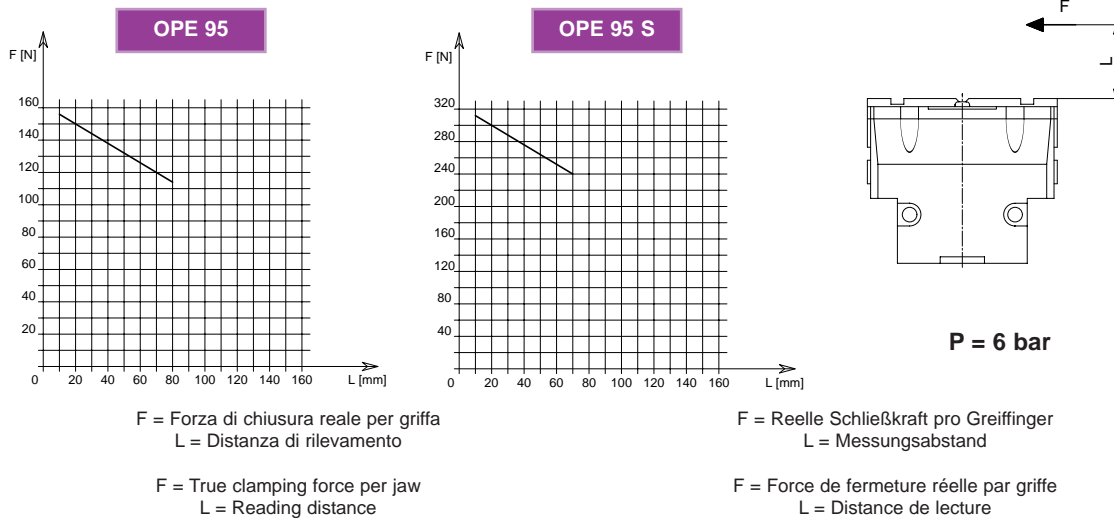 OPE 95
F [N]
160
140
120
100
80
60
40
20
0 20 40 60 80 100 120 140 160
L [mm]
OPE 95 S
F [N]
320
280
240
200
160
120
80
40
0 20 40 60 80 100 120 140 160
L [mm]
F
L
P = 6 bar
F = Forza di chiusura reale per griffa
L = Distanza di rilevamento
F = Reelle Schließkraft pro Greiffinger
L = Messungsabstand
F = True clamping force per jaw
L = Reading distance
F = Force de fermeture réelle par griffe
L = Distance de lecture